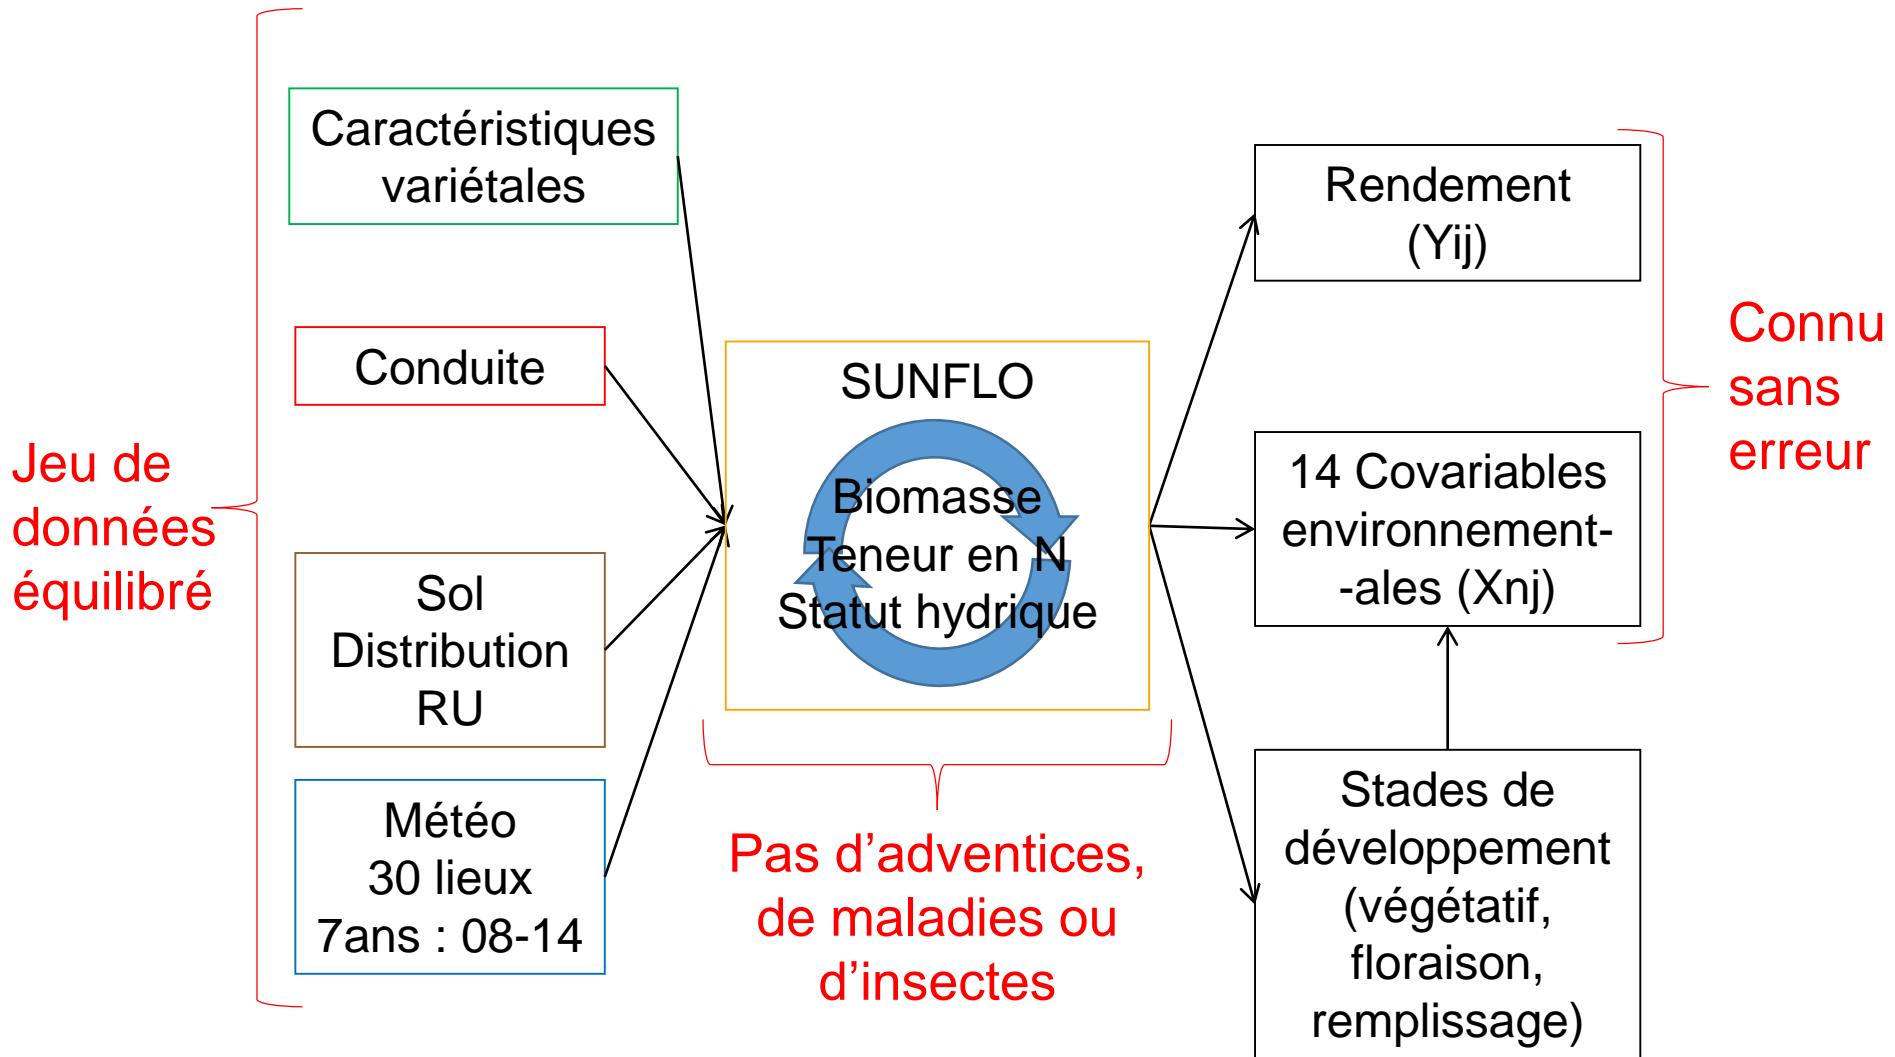 Jeu de
données
équilibré
Caractéristiques
variétales
Conduite
Sol
Distribution
RU
Météo
30 lieux
7ans : 08-14
SUNFLO
Biomasse
Teneur en N
Statut hydrique
Pas d’adventices,
de maladies ou
d’insectes
Rendement
(Yij)
14 Covariables
environnement-
-ales (Xnj)
Stades de
développement
(végétatif,
floraison,
remplissage)
Connu
sans
erreur